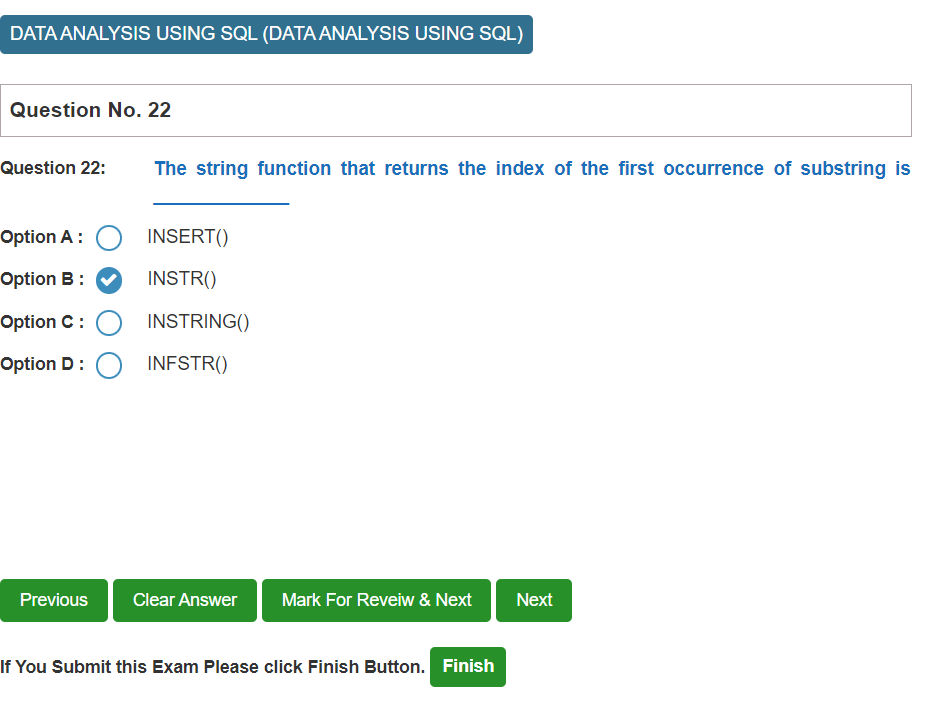 DATA ANALYSIS USING SQL (DATA ANALYSIS USING SQL)
Question No. 22
Question 22: The string function that returns the index of the first occurrence of substring is
_______________
Option A : INSERT()
Option B : INSTR()
Option C : INSTRING()
Option D : INFSTR()
Previous Clear Answer Mark For Reveiw & Next Next
If You Submit this Exam Please click Finish Button. Finish